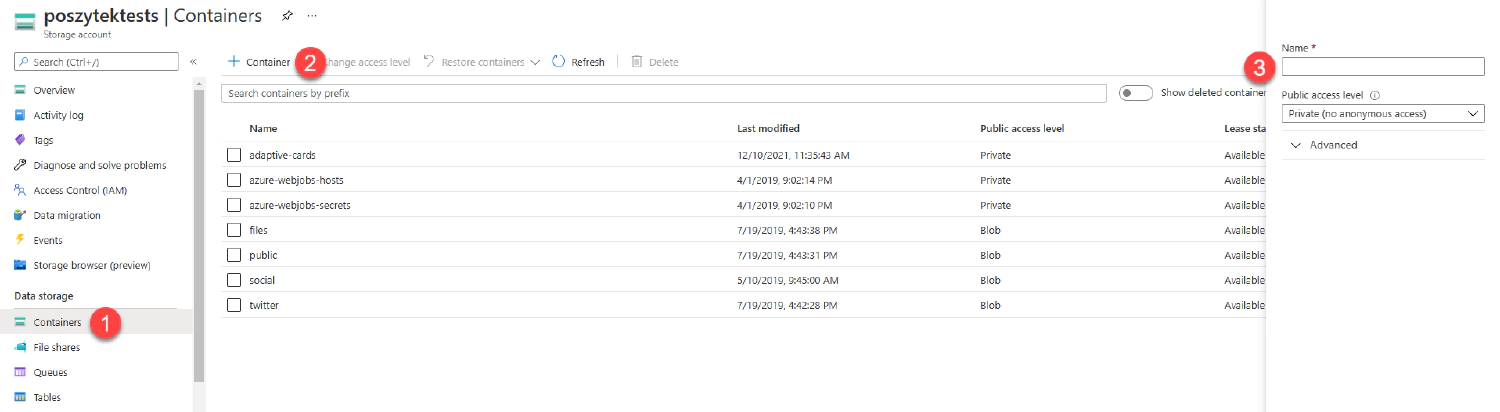 poszytektests | Containers ...
Storage account
Search (Ctrl+/) «
Overview
Activity log
Tags
Diagnose and solve problems
Access Control (IAM)
Data migration
Events
Storage browser (preview)
Data storage
Containers 1
File shares
Queues
Tables
+ Container 2 Change access level Restore containers Refresh Delete
Search containers by prefix Show deleted container
Name Last modified Public access level Lease sta
adaptive-cards 12/10/2021, 11:35:43 AM Private Available
azure-webjobs-hosts 4/1/2019, 9:02:14 PM Private Available
azure-webjobs-secrets 4/1/2019, 9:02:10 PM Private Available
files 7/19/2019, 4:43:38 PM Blob Available
public 7/19/2019, 4:43:31 PM Blob Available
social 5/10/2019, 9:45:00 AM Blob Available
twitter 7/19/2019, 4:42:28 PM Blob Available
Name *
3
Public access level
Private (no anonymous access)
Advanced